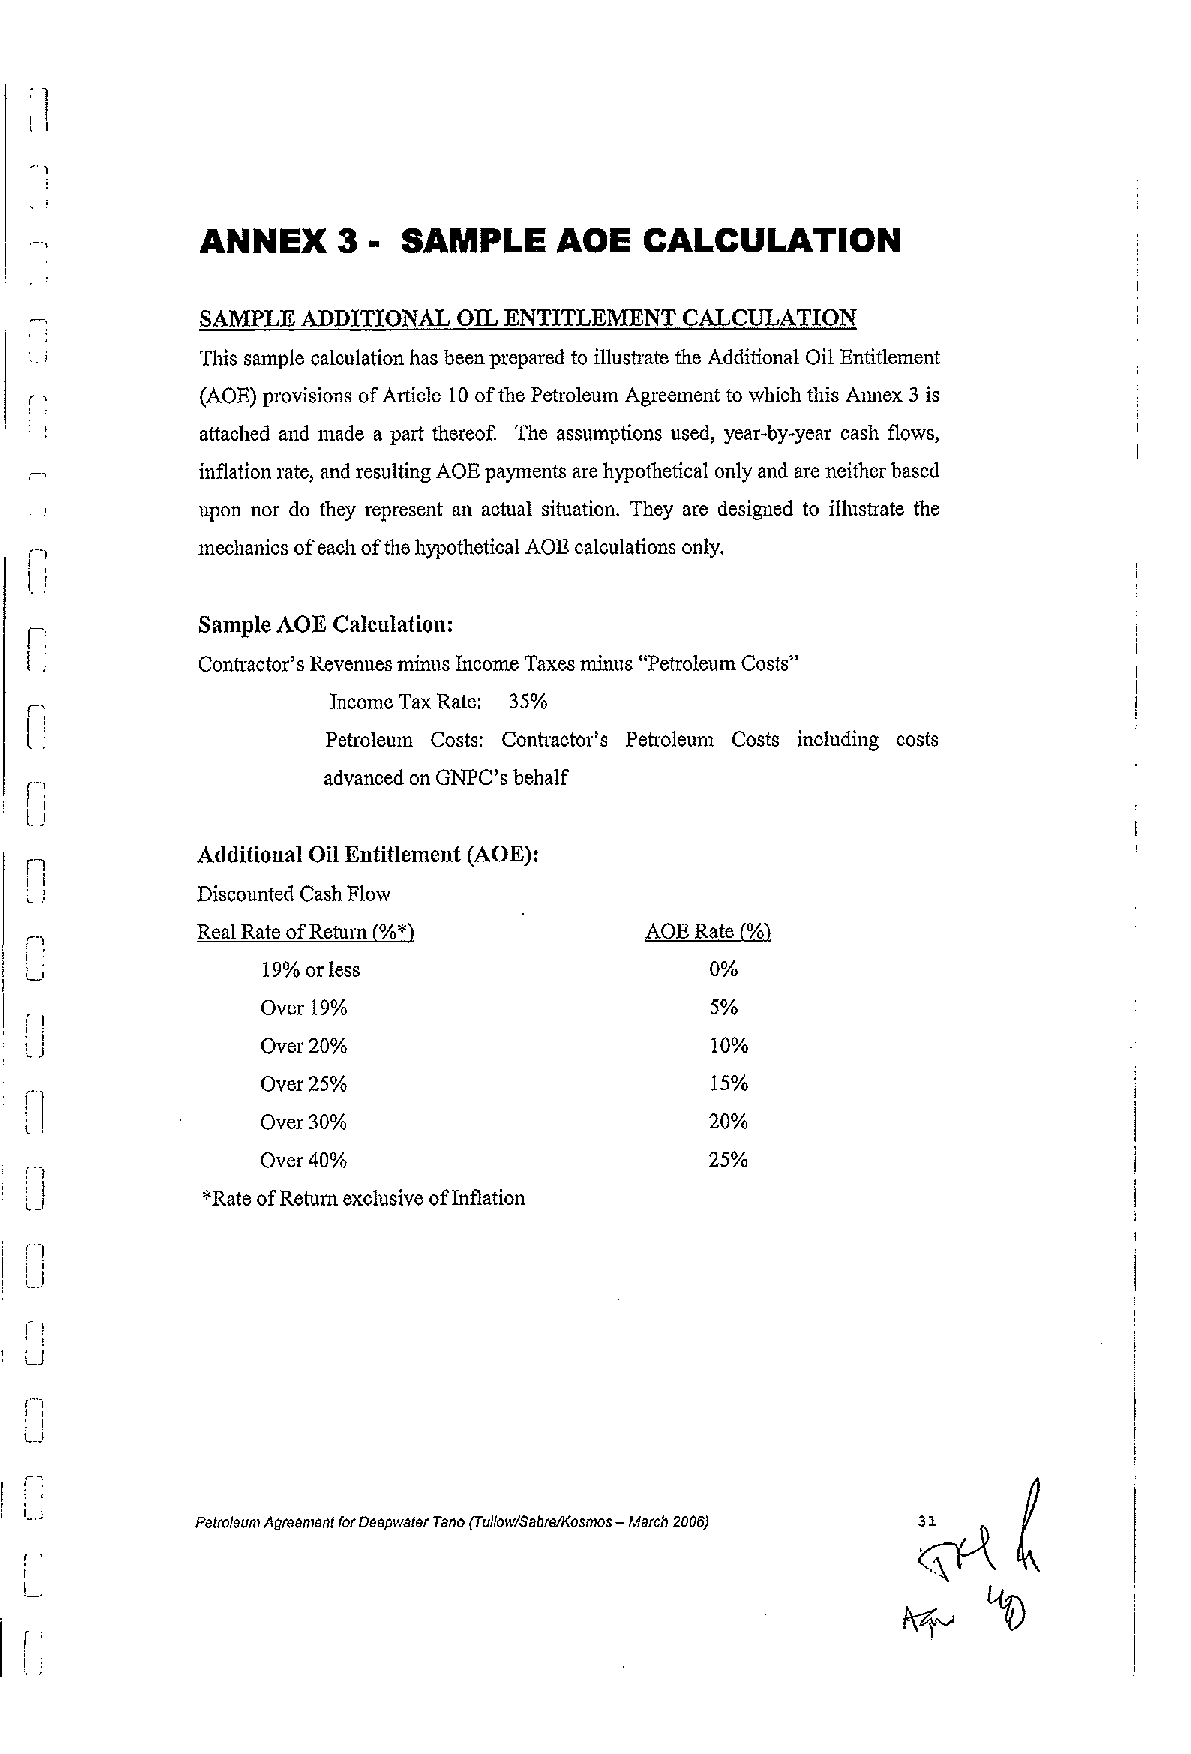 ANNEX 3 - SAMPLE AOE CALCULATION
SAMPLE ADDITIONAL OIL ENTITLEMENT CALCULATION
This sample calculation has been prepared to illustrate the Additional Oil Entitlement
(AOE) provisions of Article 10 of the Petroleum Agreement to which this Annex 3 is
attached and made a part thereof. The assumptions used, year-by-year cash flows,
inflation rate, and resulting AOE payments are hypothetical only and are neither based
upon nor do they represent an actual situation. They are designed to illustrate the
mechanics of each of the hypothetical AOE calculations only.
Sample AOE Calculation:
Contractor's Revenues minus Income Taxes minus "Petroleum Costs"
Income Tax Rate: 35%
Petroleum Costs: Contractor's Petroleum Costs including costs
advanced on GNPC's behalf
Additional Oil Entitlement (AOE):
Discounted Cash Flow
Real Rate of Return (%*) AOE Rate (%)
19% or less 0%
Over 19% 5%
Over 20% 10%
Over 25% 15%
Over 30% 20%
Over 40% 25%
*Rate of Return exclusive of Inflation
Petroleum Agreement for Deepwater Tano (Tullow/Sabre/Kosmos – March 2006) 31